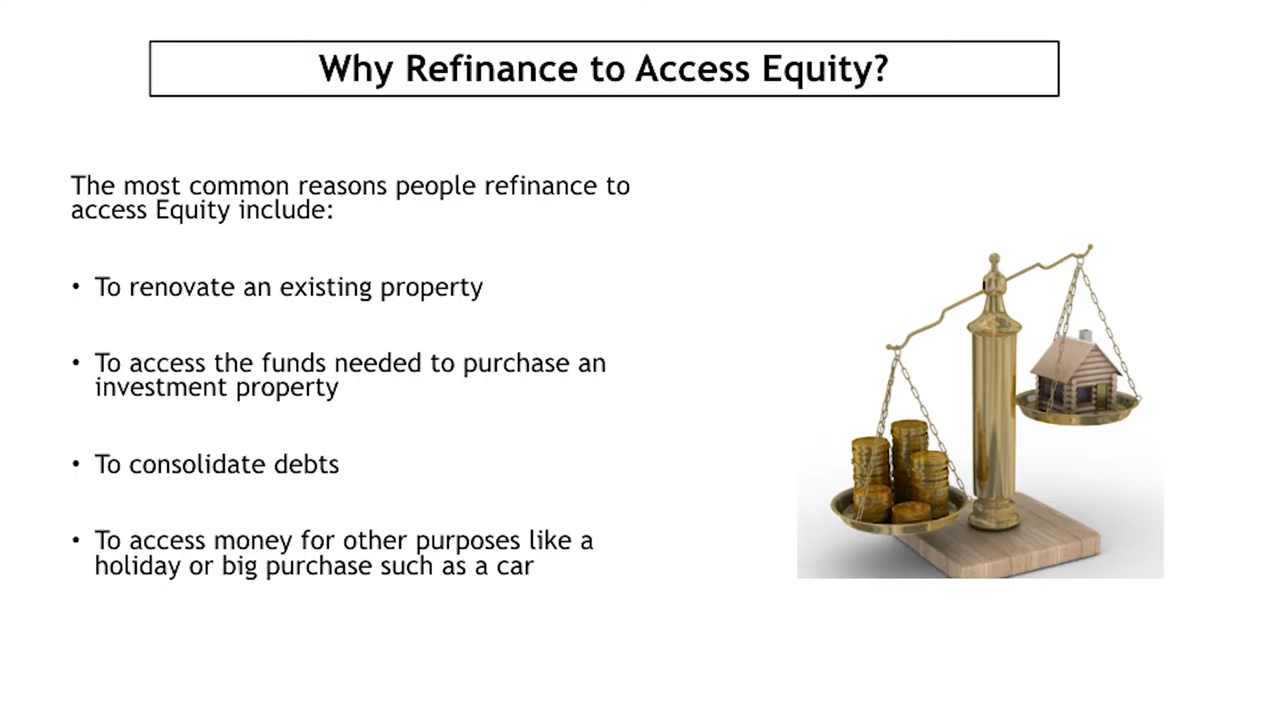 Why Refinance to Access Equity?
The most common reasons people refinance to
access Equity include:
• To renovate an existing property
• To access the funds needed to purchase an
investment property
• To consolidate debts
• To access money for other purposes like a
holiday or big purchase such as a car